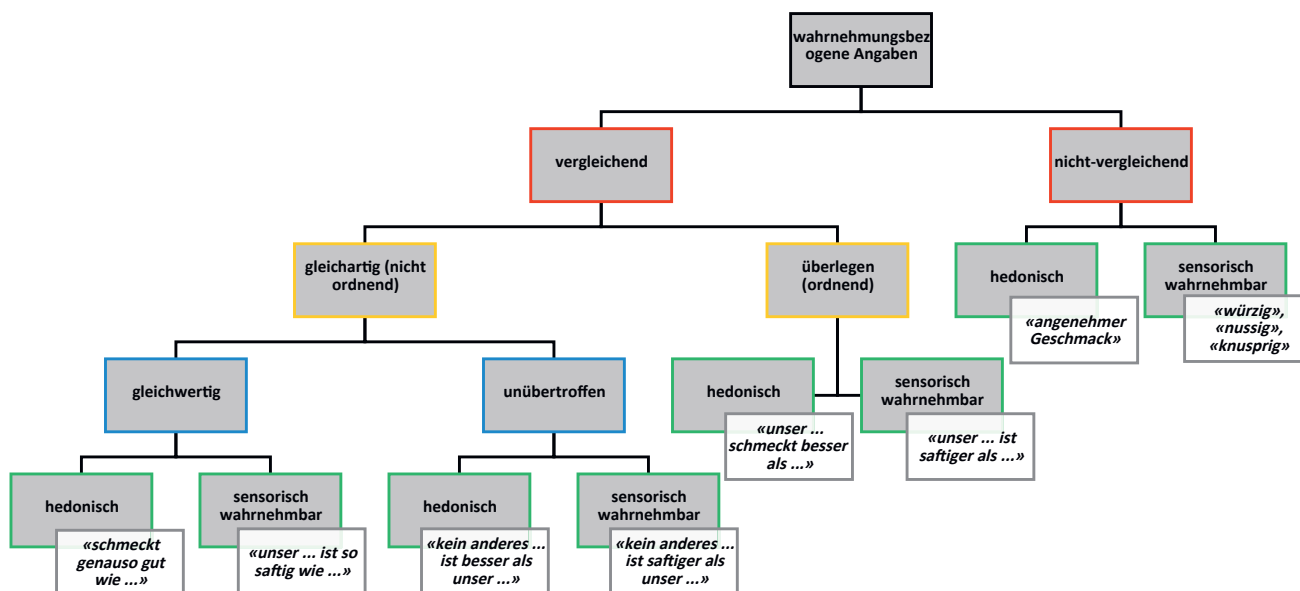 wahrnehmungsbez
ogene Angaben
vergleichend
nicht-vergleichend
gleichartig (nicht
ordnend)
überlegen
(ordnend)
hedonisch
«angenehmer
Geschmack»
sensorisch
wahrnehmbar
«würzig»,
«nussig»,
«knusprig»
gleichwertig
unübertroffen
hedonisch
«unser ...
schmeckt besser
als ...»
sensorisch
wahrnehmbar
«unser ... ist
saftiger als ...»
hedonisch
«schmeckt
genauso gut
wie ...»
sensorisch
wahrnehmbar
«unser ... ist so
saftig wie ...»
hedonisch
«kein anderes ...
ist besser als
unser ...»
sensorisch
wahrnehmbar
«kein anderes ...
ist saftiger als
unser ...»